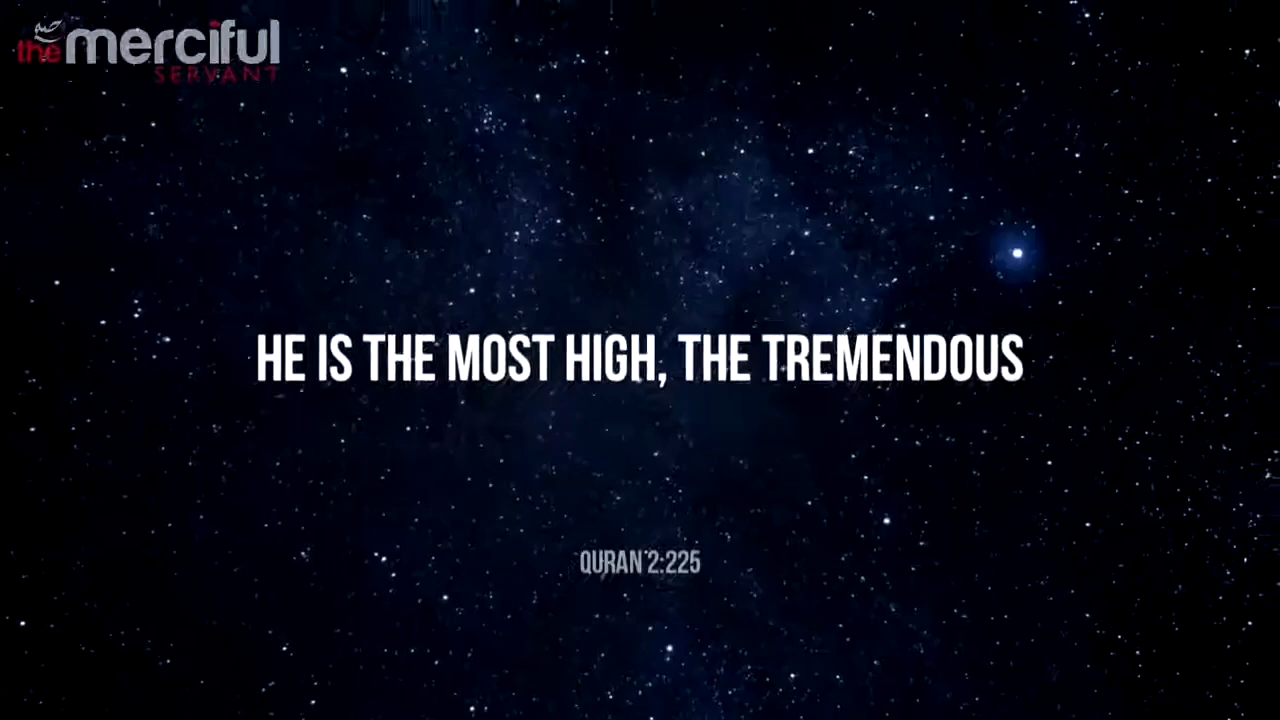 the merciful
SERVANT
HE IS THE MOST HIGH, THE TREMENDOUS
QURAN 2:225